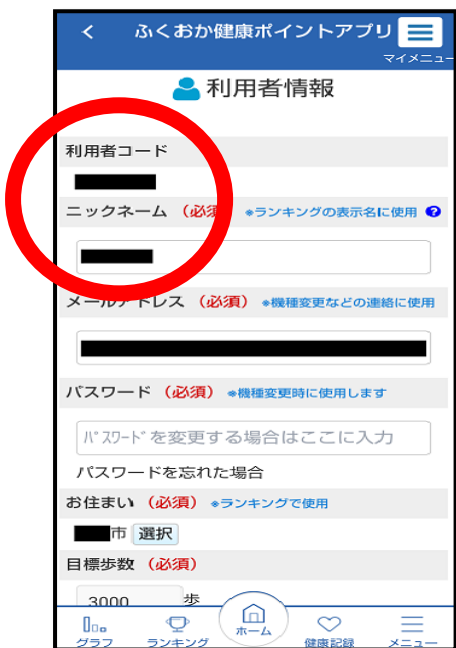 ふくおか健康ポイントアプリ
マイメニュー
利用者情報
利用者コード
ニックネーム （必須） ※ランキングの表示名に使用 ?
メールアドレス （必須） ※機種変更などの連絡に使用
パスワード （必須） ※機種変更時に使用します
ﾊﾟｽﾜｰﾄﾞを変更する場合はここに入力
パスワードを忘れた場合
お住まい （必須） ※ランキングで使用
市 選択
目標歩数 （必須）
3000 歩
グラフ ランキング ホーム 健康記録 メニュー